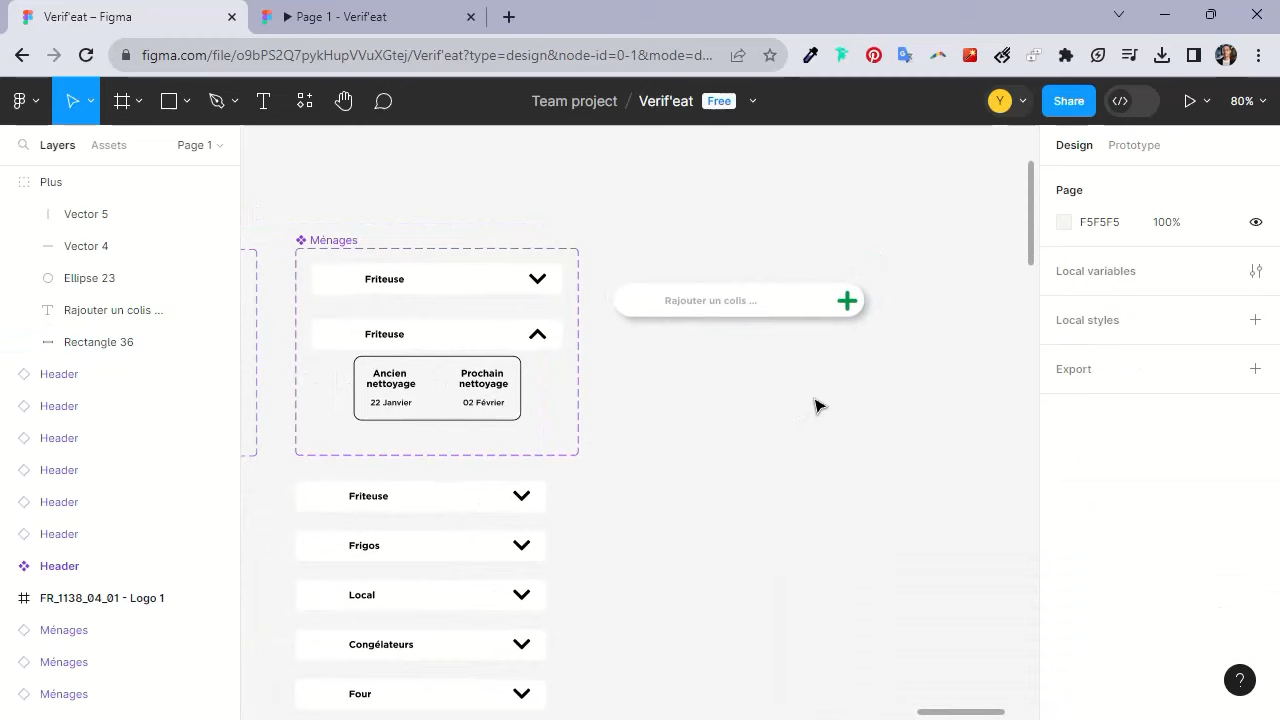 Verif'eat - Figma
Page 1 - Verif'eat
figma.com/file/o9bPS2Q7pykHupVVuXGtej/Verif'eat?type=design&node-id=0-1&mode=d...
Team project / Verif'eat Free
Y
Share
80%
Layers
Assets
Page 1
Design
Prototype
Plus
Vector 5
Vector 4
Ellipse 23
Rajouter un colis ...
Rectangle 36
Header
Header
Header
Header
Header
Header
Header
FR_1138_04_01 - Logo 1
Ménages
Ménages
Ménages
Ménages
Friteuse
Friteuse
Ancien
nettoyage
22 Janvier
Prochain
nettoyage
02 Février
Friteuse
Frigos
Local
Congélateurs
Four
Rajouter un colis ...
Page
F5F5F5 100%
Local variables
Local styles
Export
?